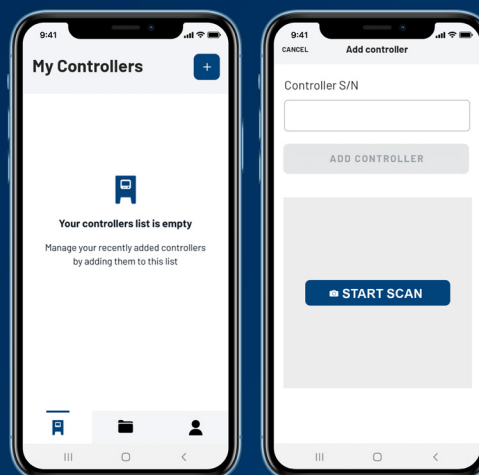 9:41
My Controllers
+
Your controllers list is empty
Manage your recently added controllers
by adding them to this list
9:41
CANCEL
Add controller
Controller S/N
ADD CONTROLLER
START SCAN